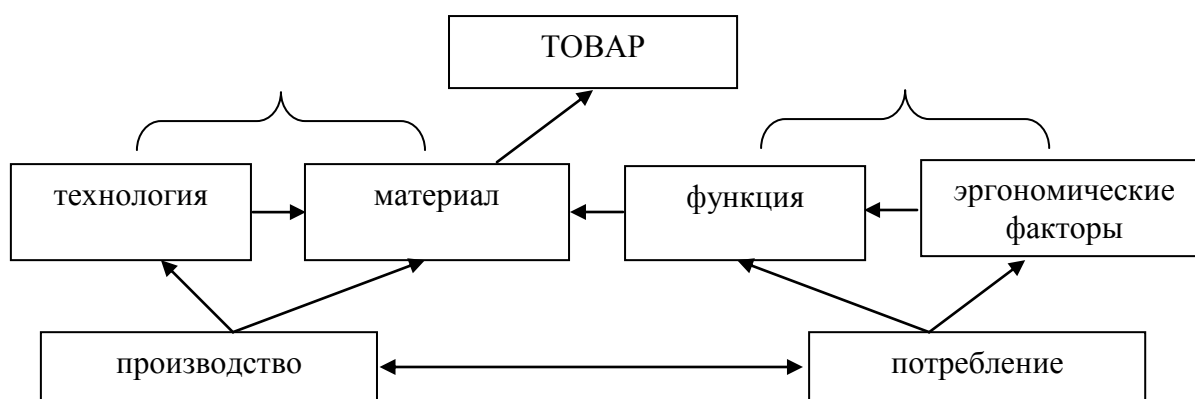 ТОВАР
технология
материал
функция
эргономические
факторы
производство
потребление